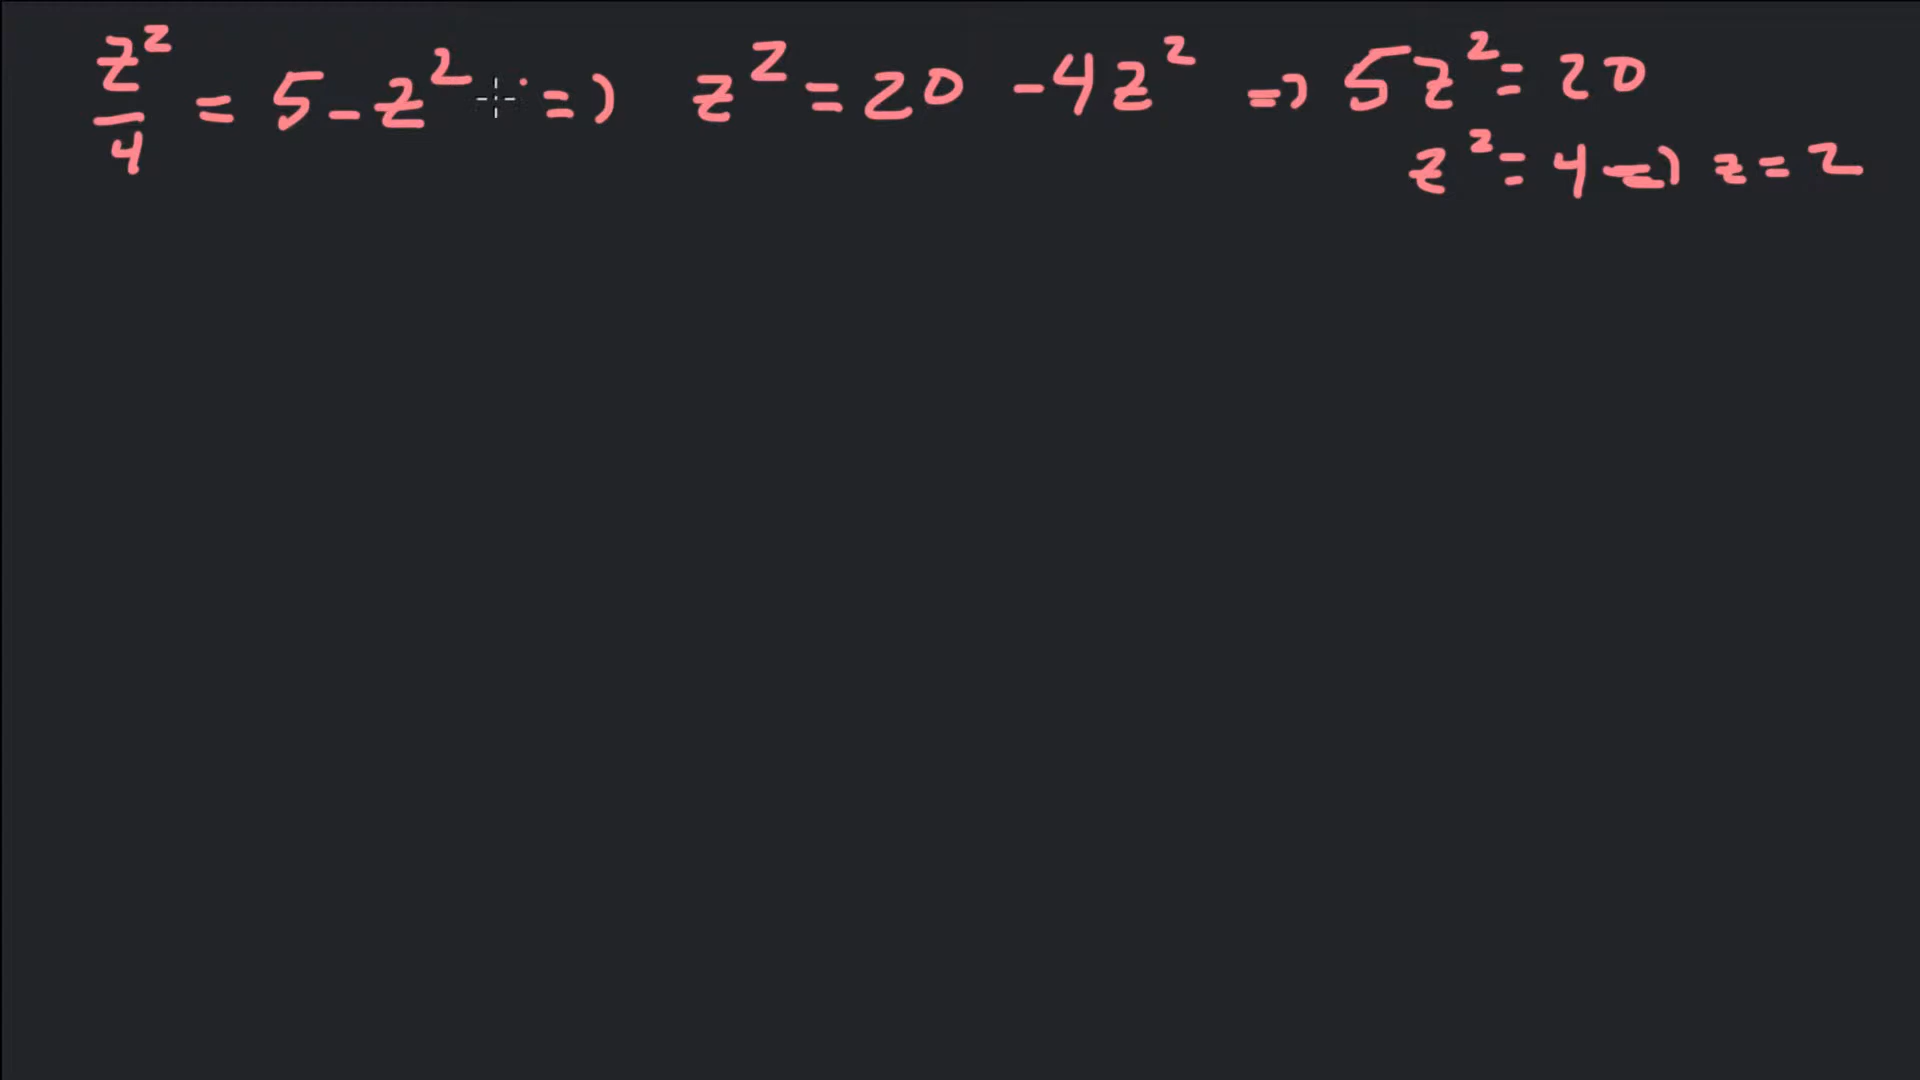 z²/4 = 5 - z² => z² = 20 - 4z² => 5z² = 20
z² = 4 => z = 2